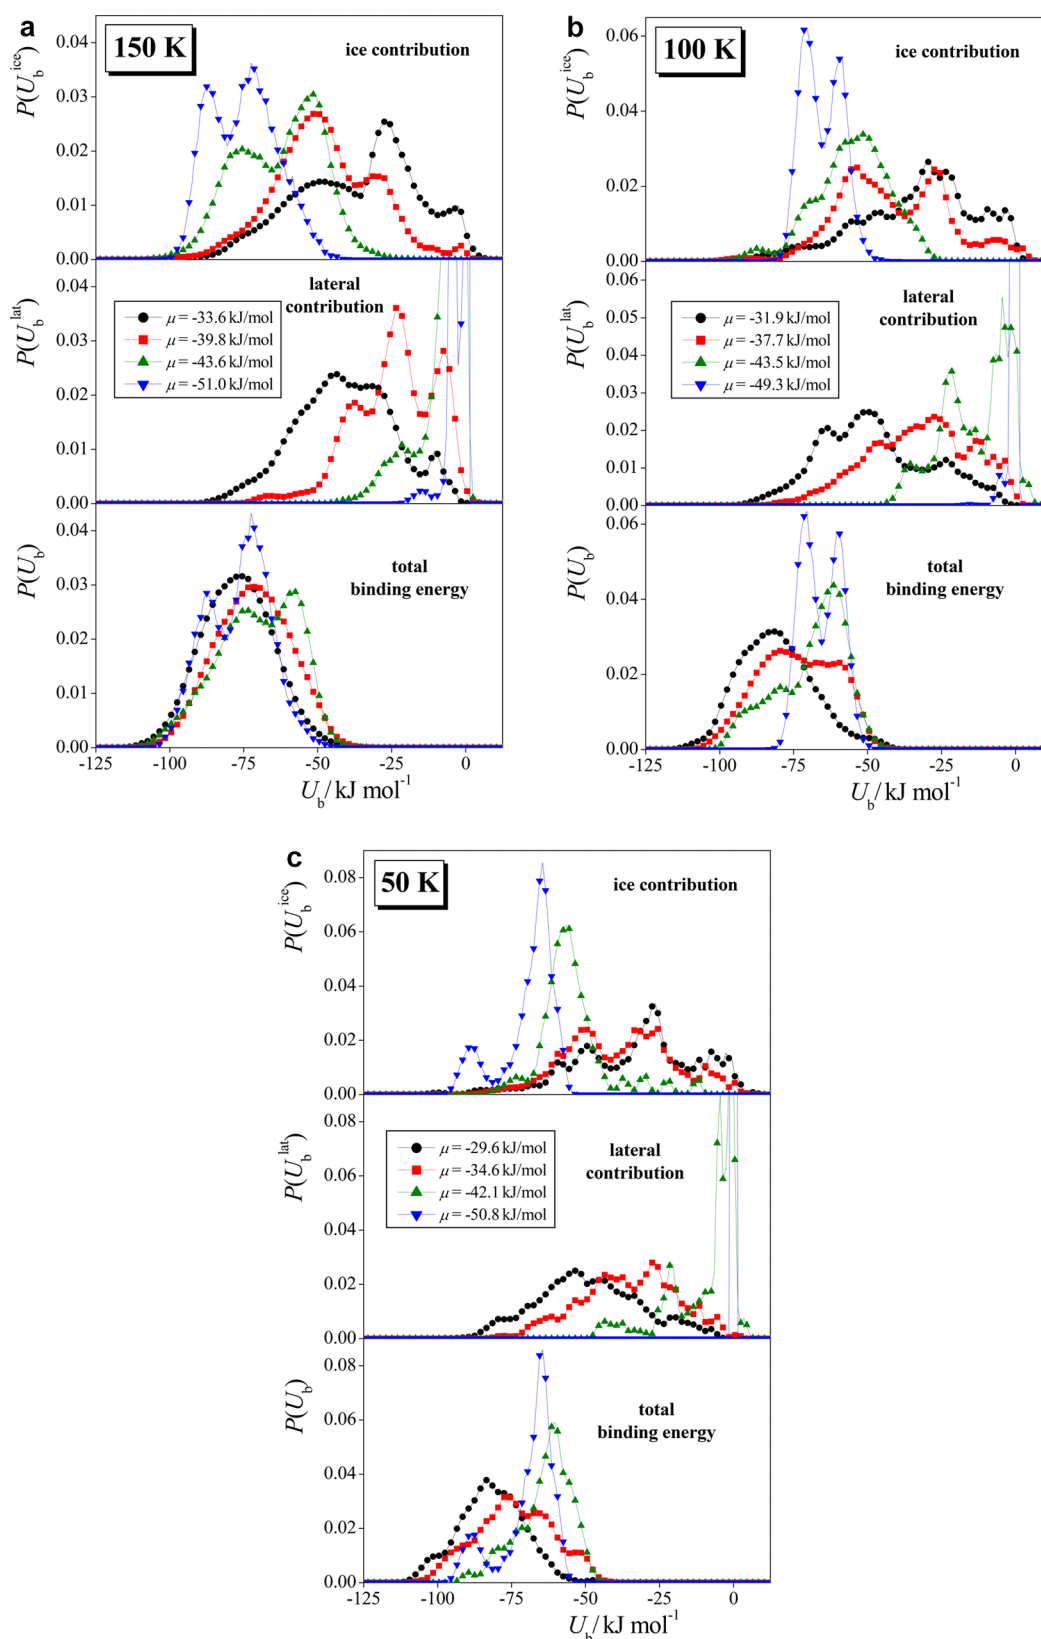 a
150 K
ice contribution
P(U_b^ice)
0.04
0.03
0.02
0.01
0.00
lateral
contribution
P(U_b^lat)
0.04
0.03
0.02
0.01
0.00
μ = -33.6 kJ/mol
μ = -39.8 kJ/mol
μ = -43.6 kJ/mol
μ = -51.0 kJ/mol
total
binding energy
P(U_b)
0.04
0.03
0.02
0.01
0.00
-125 -100 -75 -50 -25 0
U_b/kJ mol⁻¹
b
100 K
ice contribution
P(U_b^ice)
0.06
0.04
0.02
0.00
lateral
contribution
P(U_b^lat)
0.06
0.05
0.04
0.03
0.02
0.01
0.00
μ = -31.9 kJ/mol
μ = -37.7 kJ/mol
μ = -43.5 kJ/mol
μ = -49.3 kJ/mol
total
binding energy
P(U_b)
0.06
0.04
0.02
0.00
-125 -100 -75 -50 -25 0
U_b/kJ mol⁻¹
c
50 K
ice contribution
P(U_b^ice)
0.08
0.06
0.04
0.02
0.00
lateral
contribution
P(U_b^lat)
0.08
0.06
0.04
0.02
0.00
μ = -29.6 kJ/mol
μ = -34.6 kJ/mol
μ = -42.1 kJ/mol
μ = -50.8 kJ/mol
total
binding energy
P(U_b)
0.08
0.06
0.04
0.02
0.00
-125 -100 -75 -50 -25 0
U_b/kJ mol⁻¹